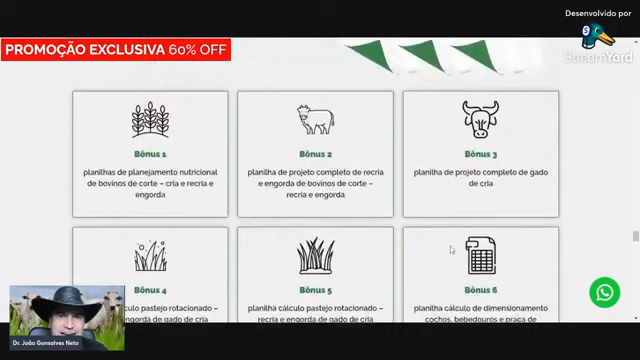 Desenvolvido por
StreamYard
PROMOÇÃO EXCLUSIVA 60% OFF
Bônus 1
planilhas de planejamento nutricional
de bovinos de corte – cria e recria e
engorda
Bônus 2
planilha de projeto completo de recria
e engorda de bovinos de corte –
recria e engorda
Bônus 3
planilha de projeto completo de gado
de cria
Bônus 4
cálculo pastejo rotacionado –
engorda de gado de cria
Bônus 5
planilha cálculo pastejo rotacionado –
recria e engorda de gado de cria
Bônus 6
planilha cálculo de dimensionamento
cochos, bebedouros e praça de
Dr. João Gonsalves Neto